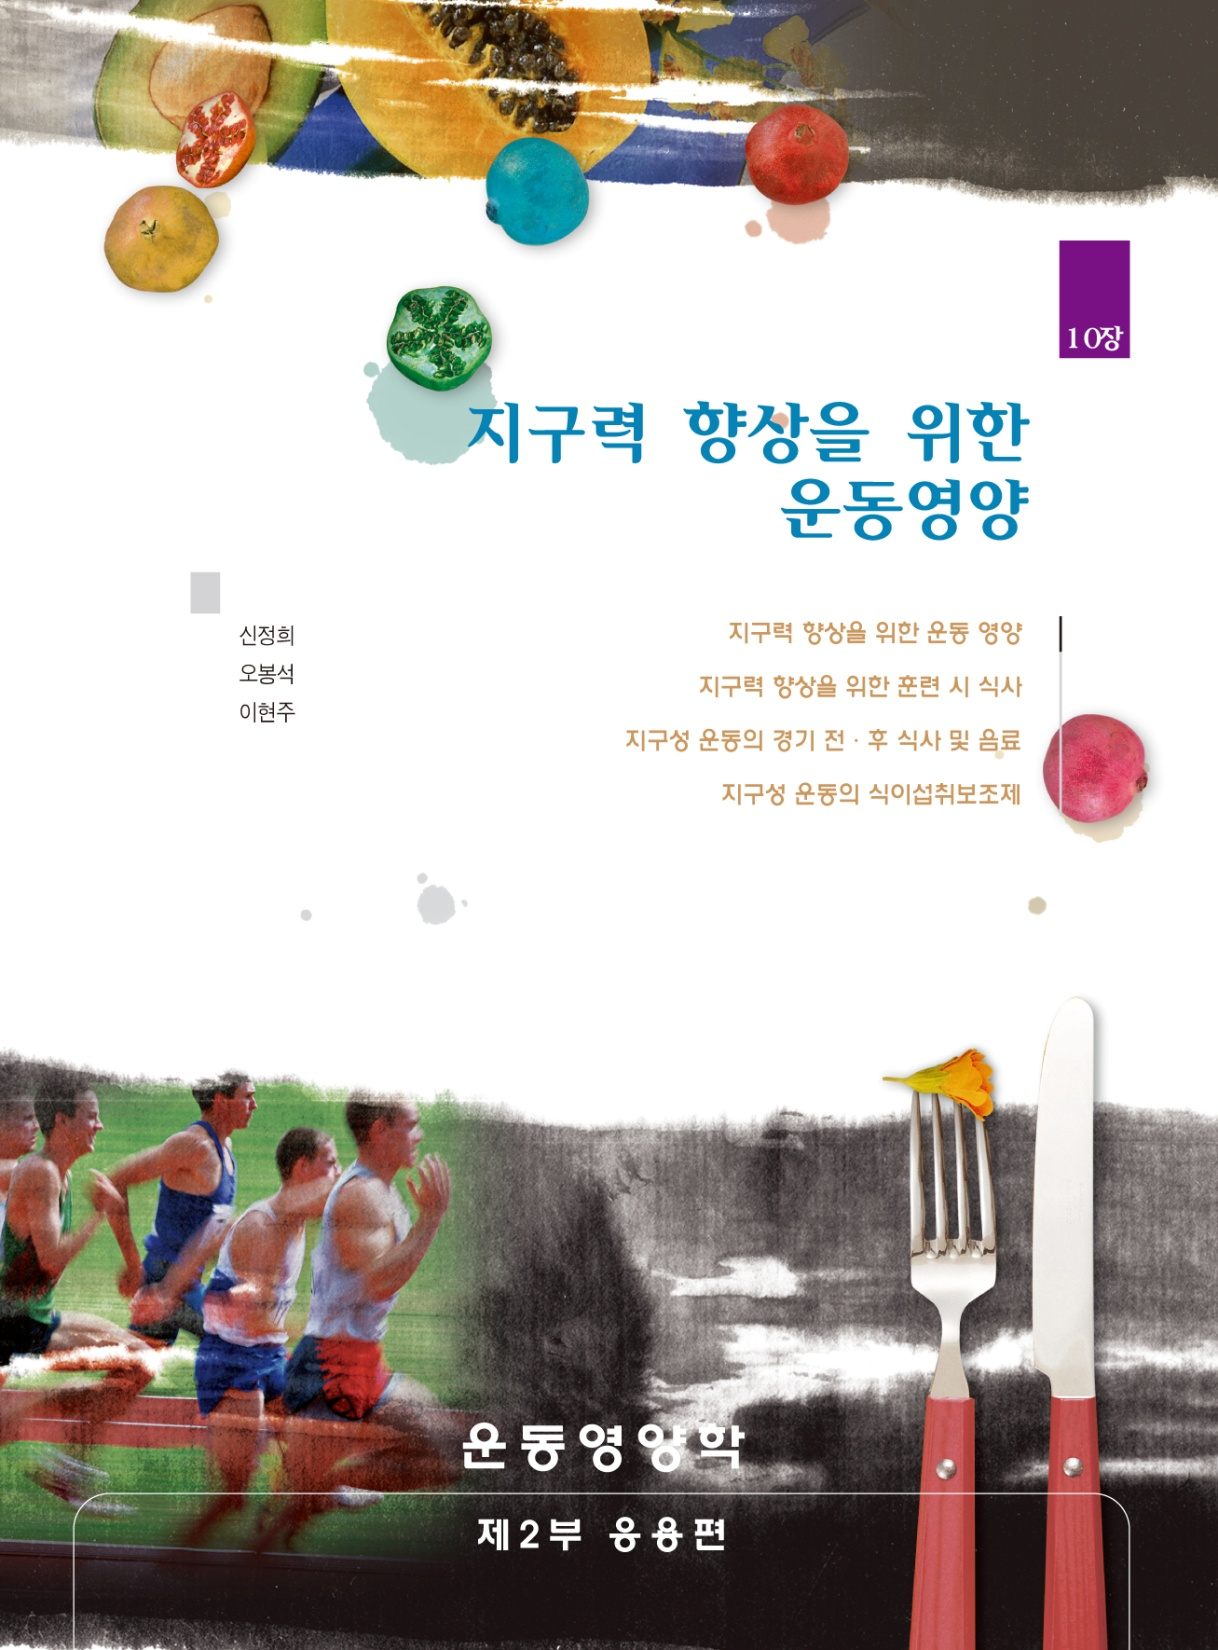 10장
지구력 향상을 위한
운동영양
신정희
오봉석
이현주
지구력 향상을 위한 운동 영양
지구력 향상을 위한 훈련 시 식사
지구성 운동의 경기 전 · 후 식사 및 음료
지구성 운동의 식이섭취보조제
운동영양학
제2부 응용편